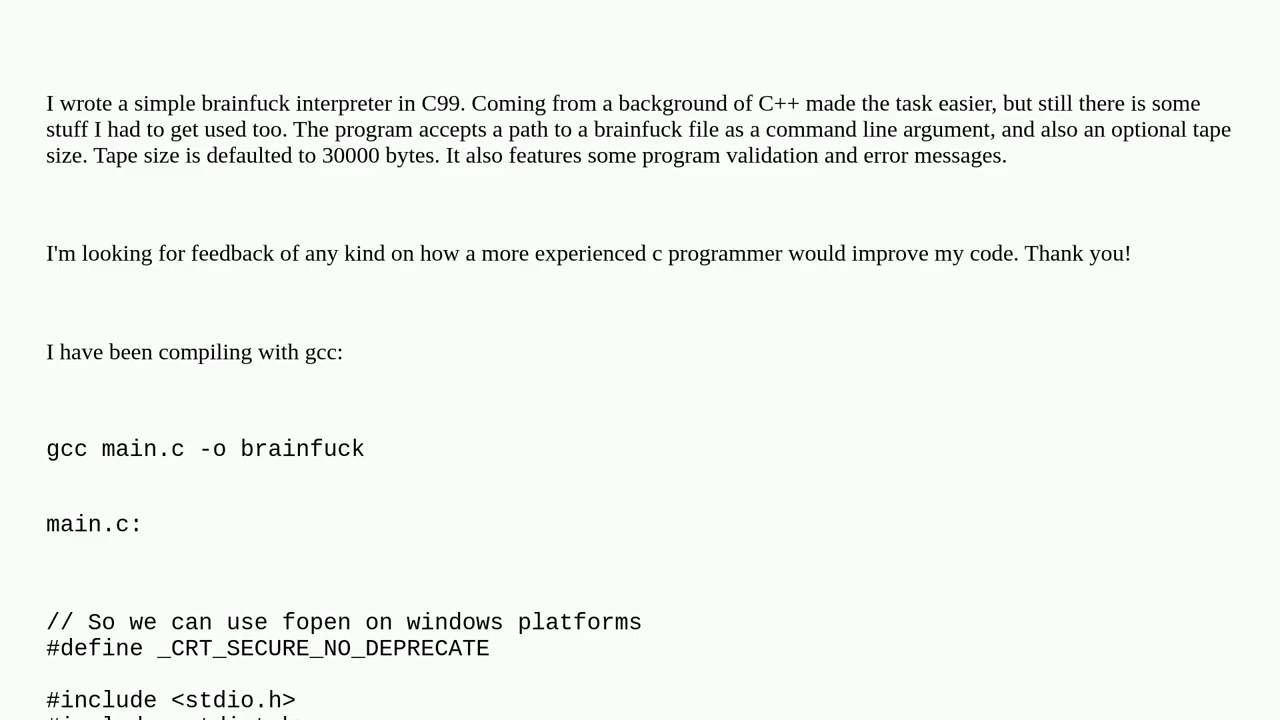 I wrote a simple brainfuck interpreter in C99. Coming from a background of C++ made the task easier, but still there is some
stuff I had to get used too. The program accepts a path to a brainfuck file as a command line argument, and also an optional tape
size. Tape size is defaulted to 30000 bytes. It also features some program validation and error messages.
I'm looking for feedback of any kind on how a more experienced c programmer would improve my code. Thank you!
I have been compiling with gcc:
gcc main.c -o brainfuck
main.c:
// So we can use fopen on windows platforms
#define _CRT_SECURE_NO_DEPRECATE
#include <stdio.h>